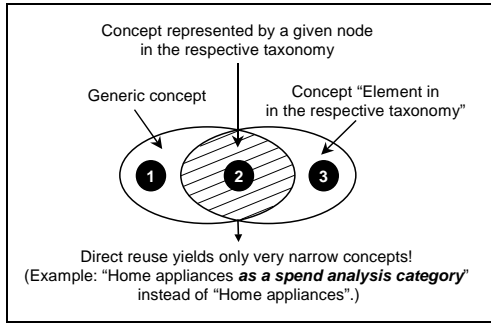 Concept represented by a given node
in the respective taxonomy
Generic concept
Concept “Element in
in the respective taxonomy”
1
2
3
Direct reuse yields only very narrow concepts!
(Example: “Home appliances as a spend analysis category”
instead of “Home appliances”.)